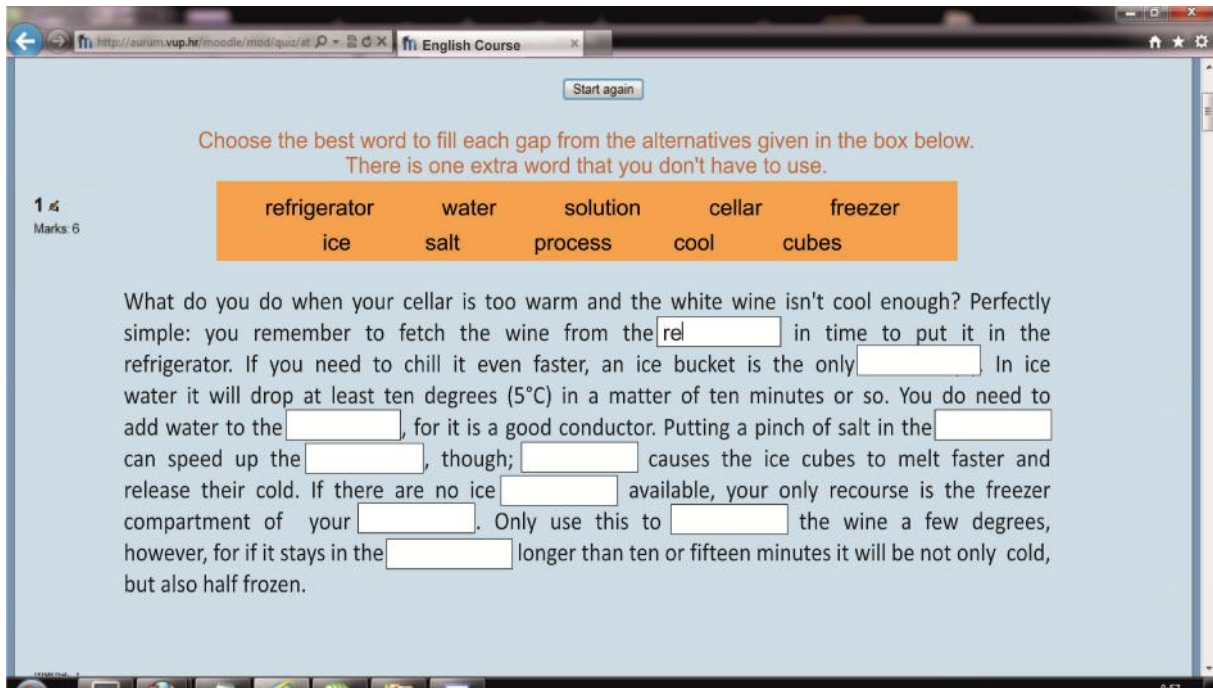 http://aurum.vup.hr/moodle/mod/quiz/at
English Course
Start again
Choose the best word to fill each gap from the alternatives given in the box below.
There is one extra word that you don't have to use.
1
Marks: 6
refrigerator water solution cellar freezer
ice salt process cool cubes
What do you do when your cellar is too warm and the white wine isn't cool enough? Perfectly
simple: you remember to fetch the wine from the re in time to put it in the
refrigerator. If you need to chill it even faster, an ice bucket is the only . In ice
water it will drop at least ten degrees (5°C) in a matter of ten minutes or so. You do need to
add water to the , for it is a good conductor. Putting a pinch of salt in the
can speed up the , though; causes the ice cubes to melt faster and
release their cold. If there are no ice available, your only recourse is the freezer
compartment of your . Only use this to the wine a few degrees,
however, for if it stays in the longer than ten or fifteen minutes it will be not only cold,
but also half frozen.